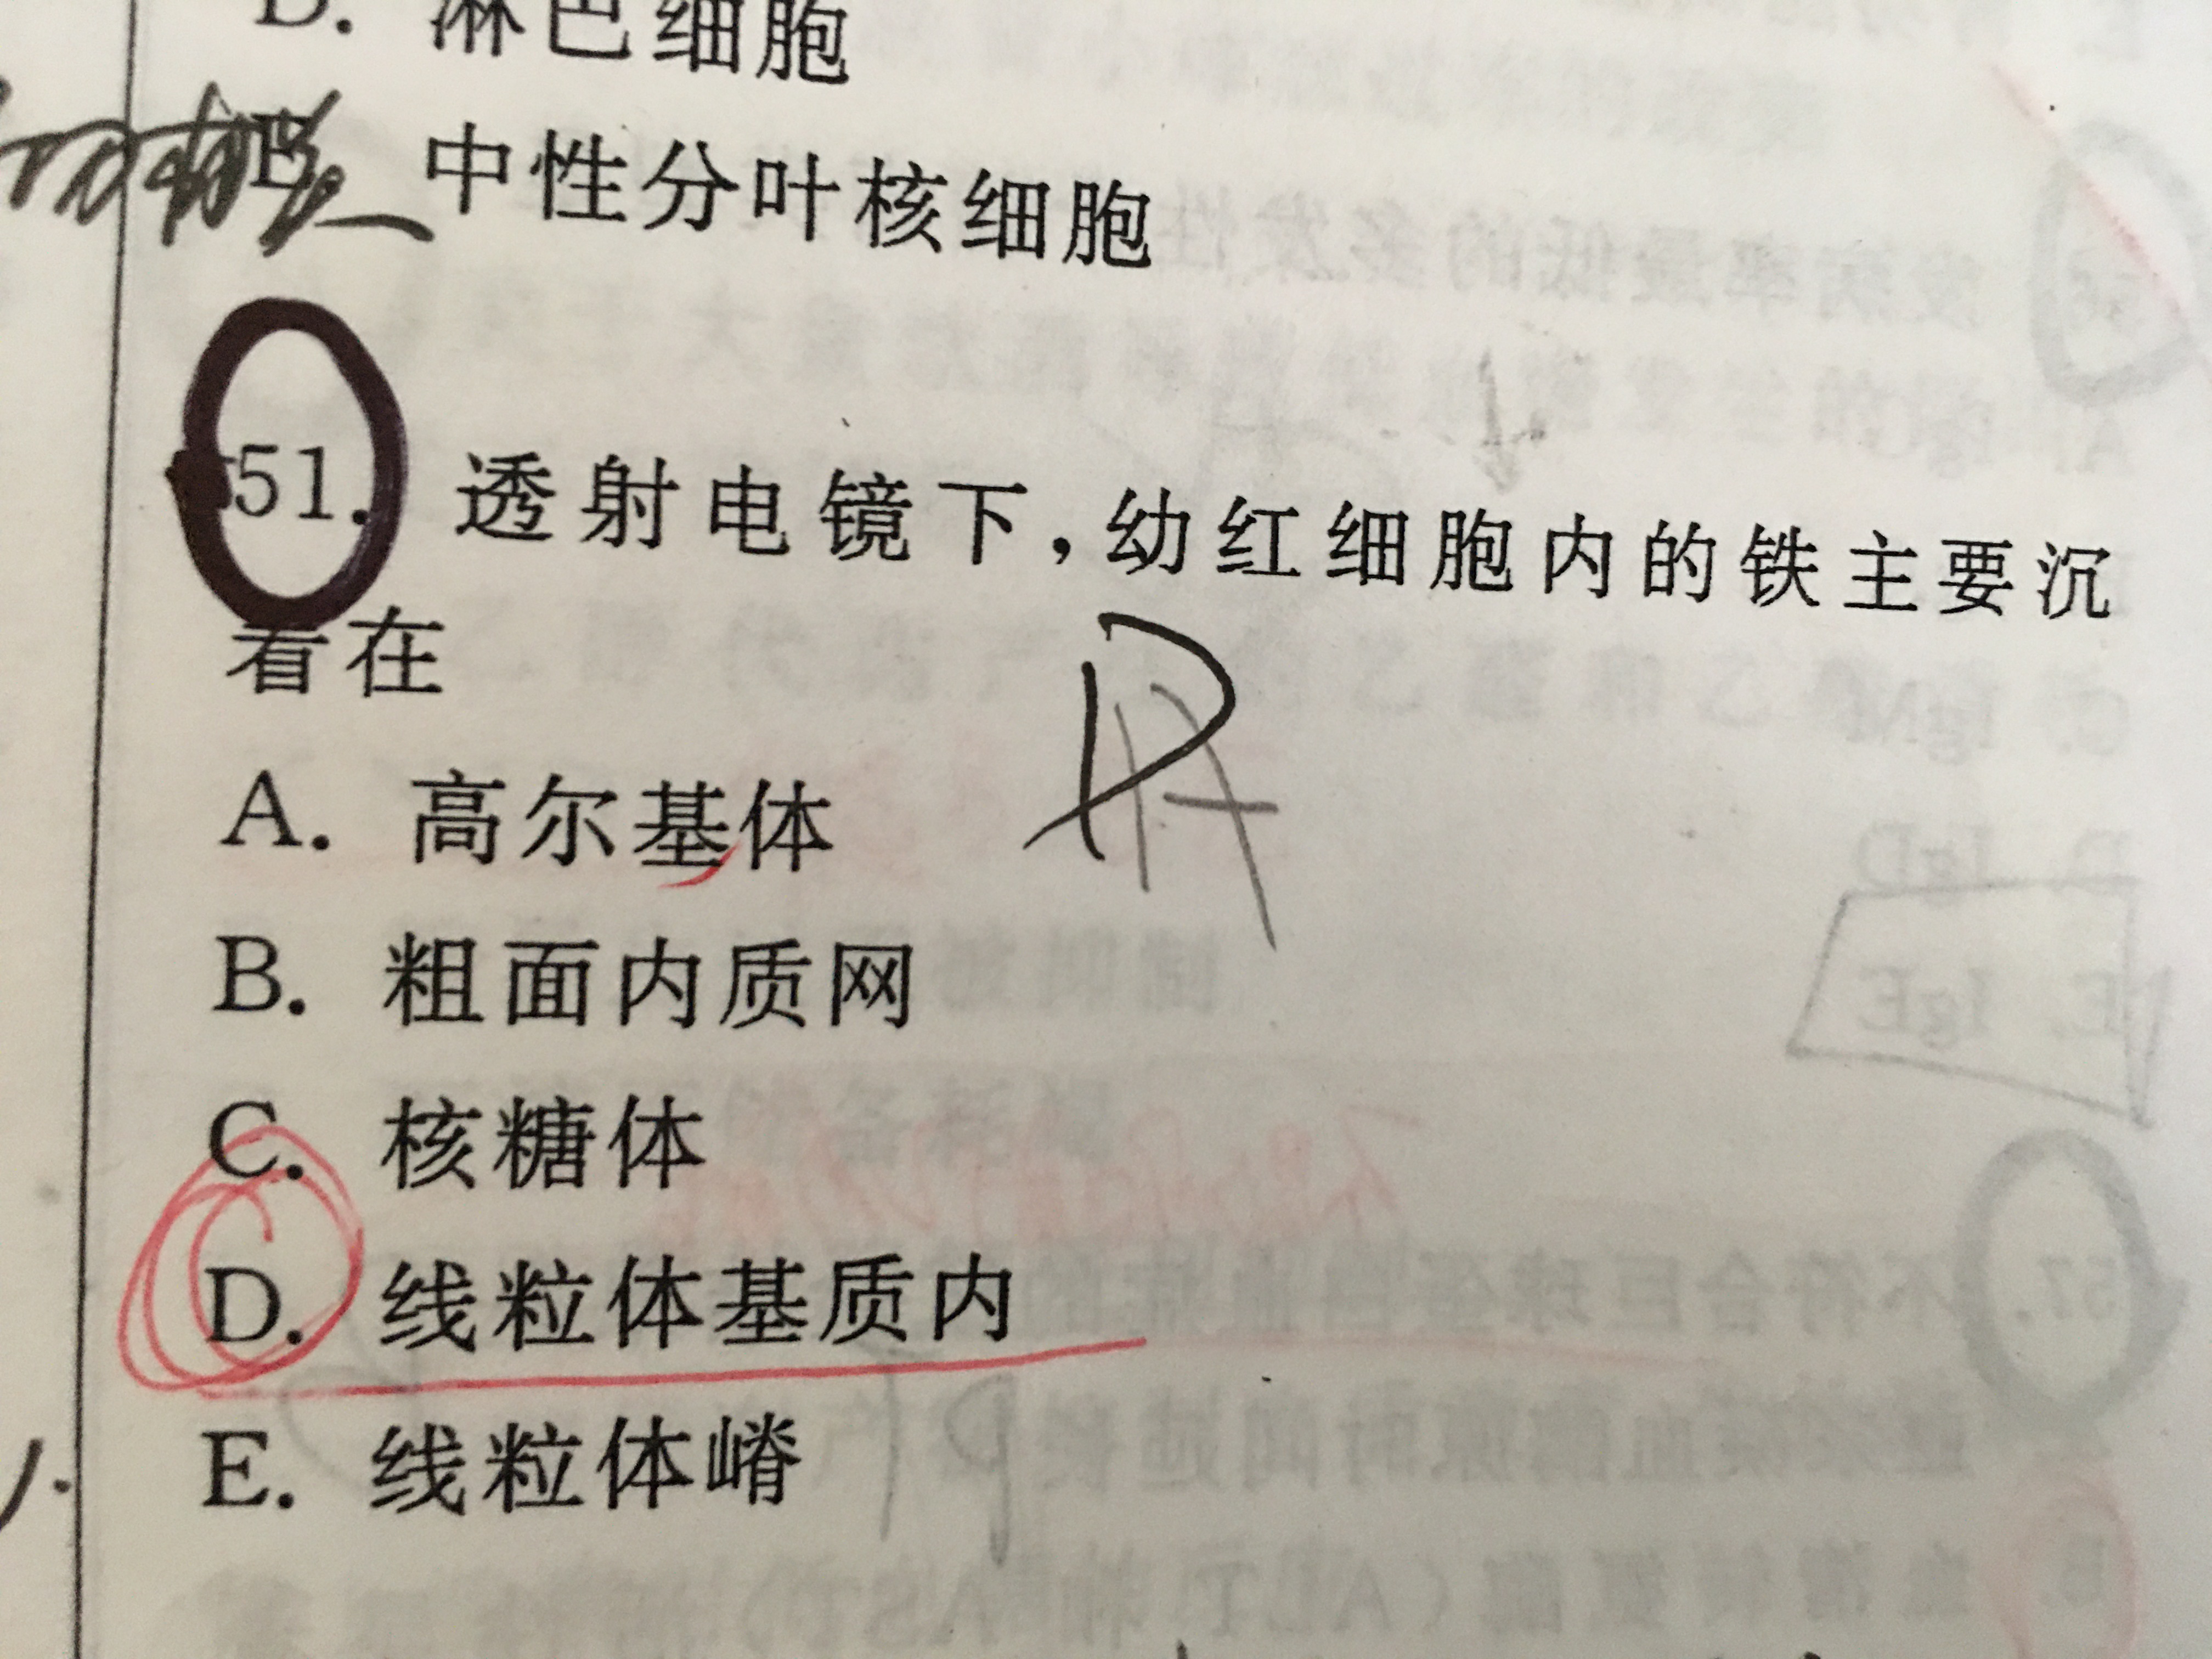 D. 淋巴细胞
中性分叶核细胞
51. 透射电镜下，幼红细胞内的铁主要沉
着在
A. 高尔基体
B. 粗面内质网
C. 核糖体
D. 线粒体基质内
E. 线粒体嵴